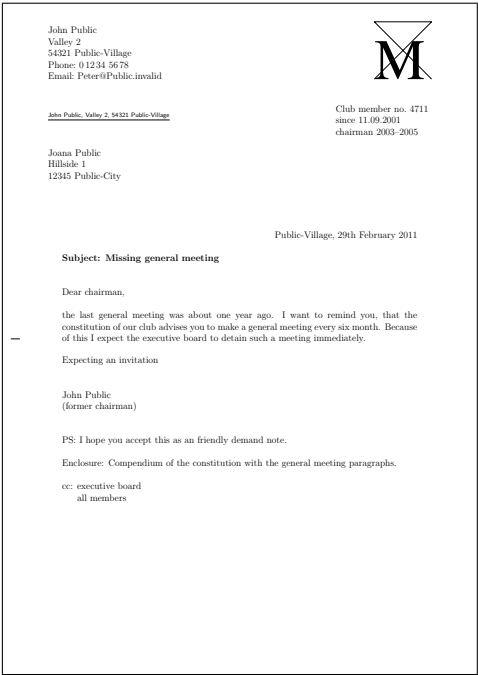 John Public
Valley 2
54321 Public-Village
Phone: 0 12 34 56 78
Email: Peter@Public.invalid
M
John Public, Valley 2, 54321 Public-Village
Club member no. 4711
since 11.09.2001
chairman 2003–2005
Joana Public
Hillside 1
12345 Public-City
Public-Village, 29th February 2011
Subject: Missing general meeting
Dear chairman,
the last general meeting was about one year ago. I want to remind you, that the
constitution of our club advises you to make a general meeting every six month. Because
of this I expect the executive board to detain such a meeting immediately.
Expecting an invitation
John Public
(former chairman)
PS: I hope you accept this as an friendly demand note.
Enclosure: Compendium of the constitution with the general meeting paragraphs.
cc: executive board
all members